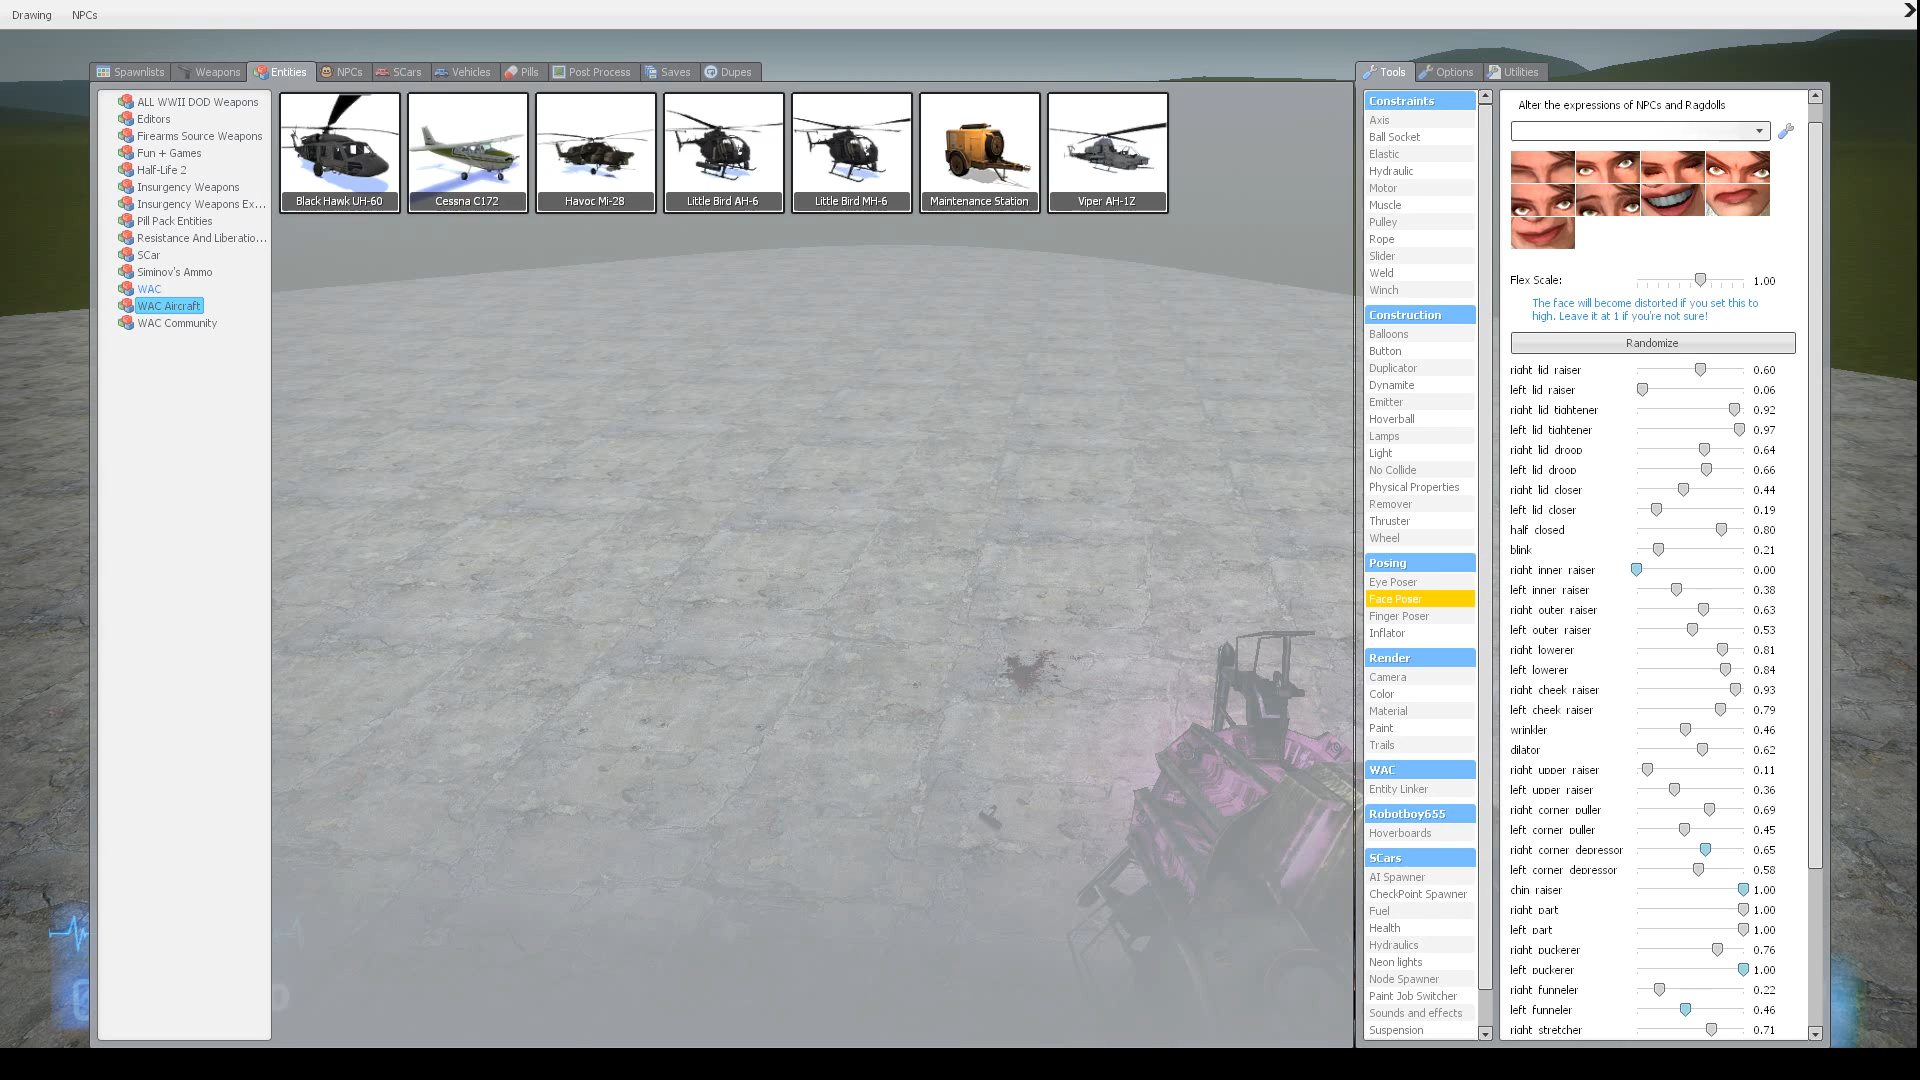 Drawing NPCs
Spawnlists Weapons Entities NPCs SCars Vehicles Pills Post Process Saves Dupes
Tools Options Utilities
ALL WWII DOD Weapons
Editors
Firearms Source Weapons
Fun + Games
Half-Life 2
Insurgency Weapons
Insurgency Weapons Ex...
Pill Pack Entities
Resistance And Liberatio...
SCar
Siminov's Ammo
WAC
WAC Aircraft
WAC Community
Black Hawk UH-60
Cessna C172
Havoc Mi-28
Little Bird AH-6
Little Bird MH-6
Maintenance Station
Viper AH-1Z
Constraints
Axis
Ball Socket
Elastic
Hydraulic
Motor
Muscle
Pulley
Rope
Slider
Weld
Winch
Construction
Balloons
Button
Duplicator
Dynamite
Emitter
Hoverball
Lamps
Light
No Collide
Physical Properties
Remover
Thruster
Wheel
Posing
Eye Poser
Face Poser
Finger Poser
Inflator
Render
Camera
Color
Material
Paint
Trails
WAC
Entity Linker
Robotboy655
Hoverboards
SCars
AI Spawner
CheckPoint Spawner
Fuel
Health
Hydraulics
Neon lights
Node Spawner
Paint Job Switcher
Sounds and effects
Suspension
Alter the expressions of NPCs and Ragdolls
Flex Scale: 1.00
The face will become distorted if you set this to
high. Leave it at 1 if you're not sure!
Randomize
right lid raiser 0.60
left lid raiser 0.06
right lid tightener 0.92
left lid tightener 0.97
right lid droop 0.64
left lid droop 0.66
right lid closer 0.44
left lid closer 0.19
half closed 0.80
blink 0.21
right inner raiser 0.00
left inner raiser 0.38
right outer raiser 0.63
left outer raiser 0.53
right lowerer 0.81
left lowerer 0.84
right cheek raiser 0.93
left cheek raiser 0.79
wrinkler 0.46
dilator 0.62
right upper raiser 0.11
left upper raiser 0.36
right corner puller 0.69
left corner puller 0.45
right corner depressor 0.65
left corner depressor 0.58
chin raiser 1.00
right part 1.00
left part 1.00
right puckerer 0.76
left puckerer 1.00
right funneler 0.22
left funneler 0.46
right stretcher 0.71